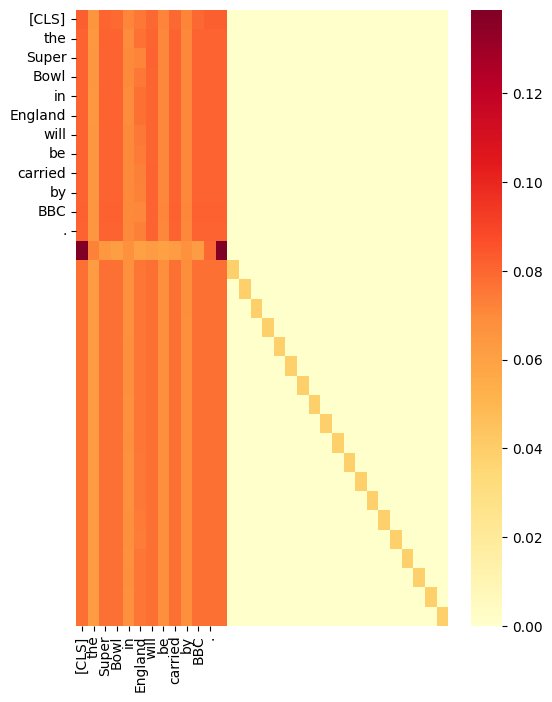 [CLS]
the
Super
Bowl
in
England
will
be
carried
by
BBC
.
0.12
0.10
0.08
0.06
0.04
0.02
0.00
[CLS]
the
Super
Bowl
in
England
will
be
carried
by
BBC
.